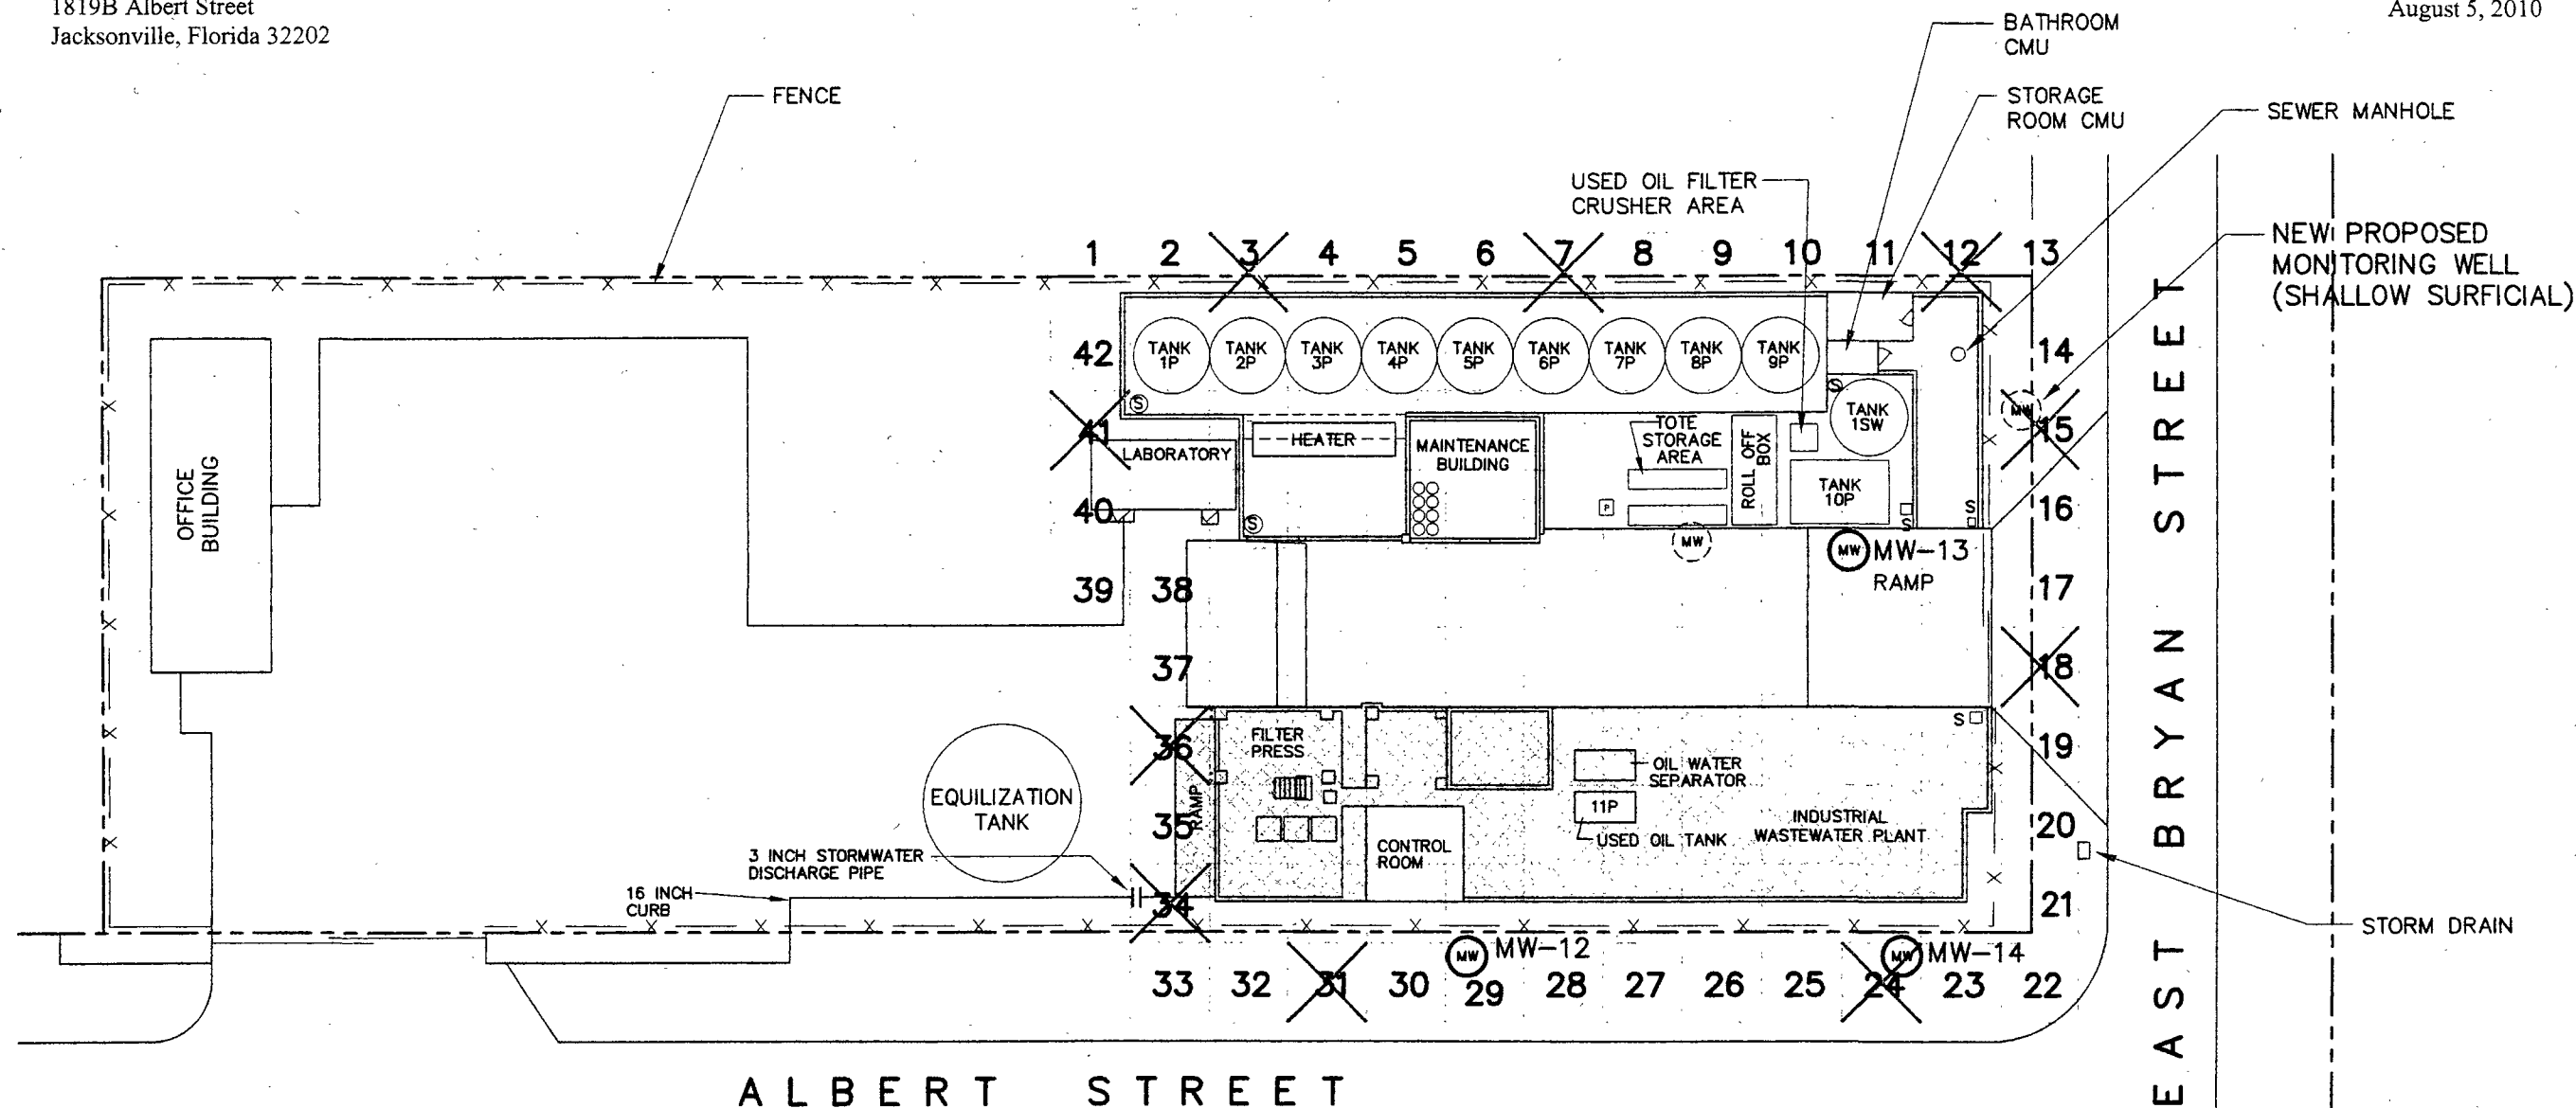 1819B Albert Street
Jacksonville, Florida 32202
August 5, 2010
BATHROOM
CMU
FENCE
STORAGE
ROOM CMU
SEWER MANHOLE
USED OIL FILTER
CRUSHER AREA
NEW PROPOSED
MONITORING WELL
(SHALLOW SURFICIAL)
1 2 3 4 5 6 7 8 9 10 11 12 13
42
TANK
1P
TANK
2P
TANK
3P
TANK
4P
TANK
5P
TANK
6P
TANK
7P
TANK
8P
TANK
9P
14
S
S
MW
TANK
1SW
41
15
HEATER
LABORATORY
MAINTENANCE
BUILDING
TOTE
STORAGE
AREA
ROLL OFF
BOX
TANK
10P
OFFICE
BUILDING
40
S
P
S
S
16
MW
MW
MW-13
RAMP
39
38
17
37
18
36
FILTER
PRESS
S
19
OIL WATER
SEPARATOR
EQUILIZATION
TANK
35
RAMP
11P
USED OIL TANK
INDUSTRIAL
WASTEWATER PLANT
20
CONTROL
ROOM
3 INCH STORMWATER
DISCHARGE PIPE
16 INCH
CURB
34
21
STORM DRAIN
MW
MW-12
MW
MW-14
33 32 31 30 29 28 27 26 25 24 23 22
ALBERT STREET
EAST BRYAN STREET